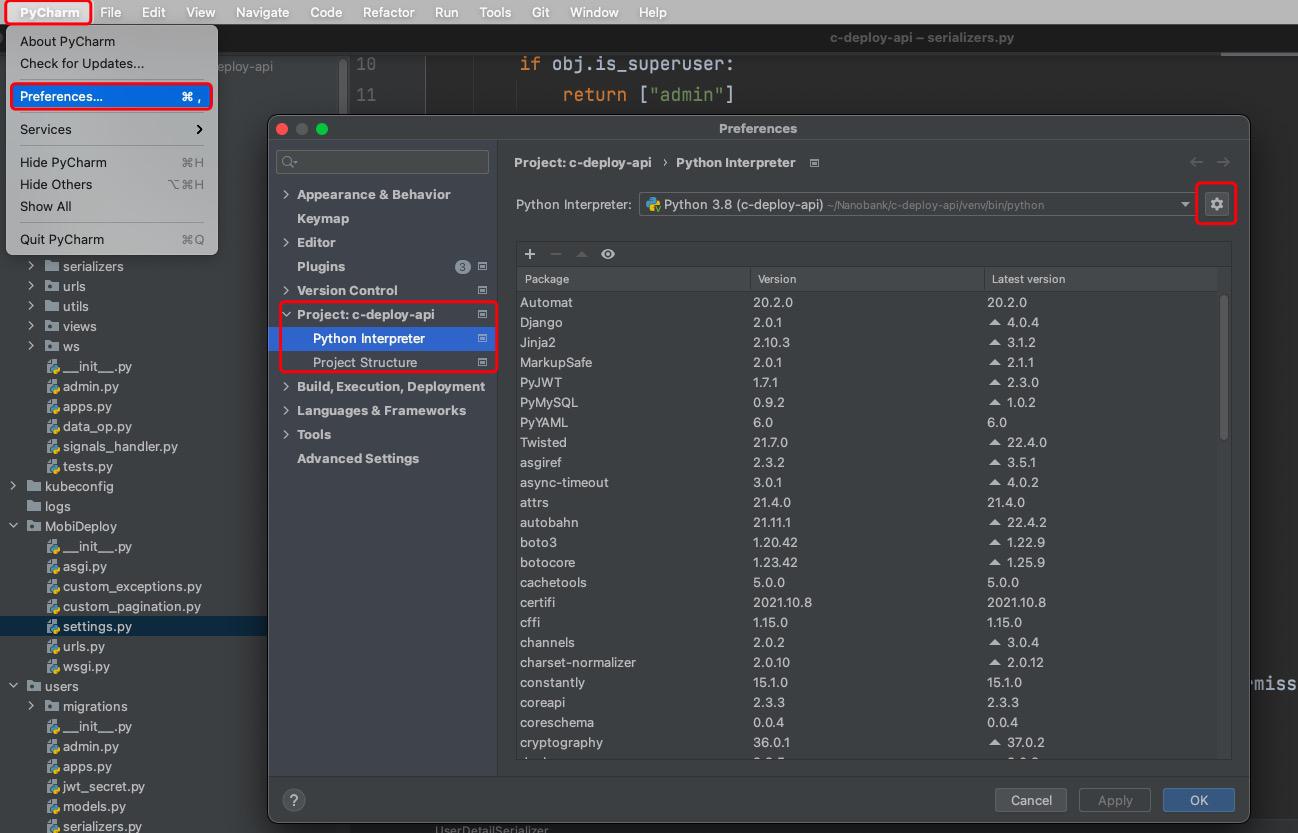 PyCharm File Edit View Navigate Code Refactor Run Tools Git Window Help
c-deploy-api – serializers.py
About PyCharm
Check for Updates...
Preferences... ⌘ ,
Services
Hide PyCharm ⌘H
Hide Others ⌥⌘H
Show All
Quit PyCharm ⌘Q
eploy-api
10 if obj.is_superuser:
11 return ["admin"]
serializers
urls
utils
views
ws
__init__.py
admin.py
apps.py
data_op.py
signals_handler.py
tests.py
kubeconfig
logs
MobiDeploy
__init__.py
asgi.py
custom_exceptions.py
custom_pagination.py
settings.py
urls.py
wsgi.py
users
migrations
__init__.py
admin.py
apps.py
jwt_secret.py
models.py
serializers.py
Preferences
Appearance & Behavior
Keymap
Editor
Plugins 3
Version Control
Project: c-deploy-api
Python Interpreter
Project Structure
Build, Execution, Deployment
Languages & Frameworks
Tools
Advanced Settings
Project: c-deploy-api › Python Interpreter
Python Interpreter: Python 3.8 (c-deploy-api) ~/Nanobank/c-deploy-api/venv/bin/python
Package Version Latest version
Automat 20.2.0 20.2.0
Django 2.0.1 4.0.4
Jinja2 2.10.3 3.1.2
MarkupSafe 2.0.1 2.1.1
PyJWT 1.7.1 2.3.0
PyMySQL 0.9.2 1.0.2
PyYAML 6.0 6.0
Twisted 21.7.0 22.4.0
asgiref 2.3.2 3.5.1
async-timeout 3.0.1 4.0.2
attrs 21.4.0 21.4.0
autobahn 21.11.1 22.4.2
boto3 1.20.42 1.22.9
botocore 1.23.42 1.25.9
cachetools 5.0.0 5.0.0
certifi 2021.10.8 2021.10.8
cffi 1.15.0 1.15.0
channels 2.0.2 3.0.4
charset-normalizer 2.0.10 2.0.12
constantly 15.1.0 15.1.0
coreapi 2.3.3 2.3.3
coreschema 0.0.4 0.0.4
cryptography 36.0.1 37.0.2
? Cancel Apply OK
rmiss
UserDetailSerializer